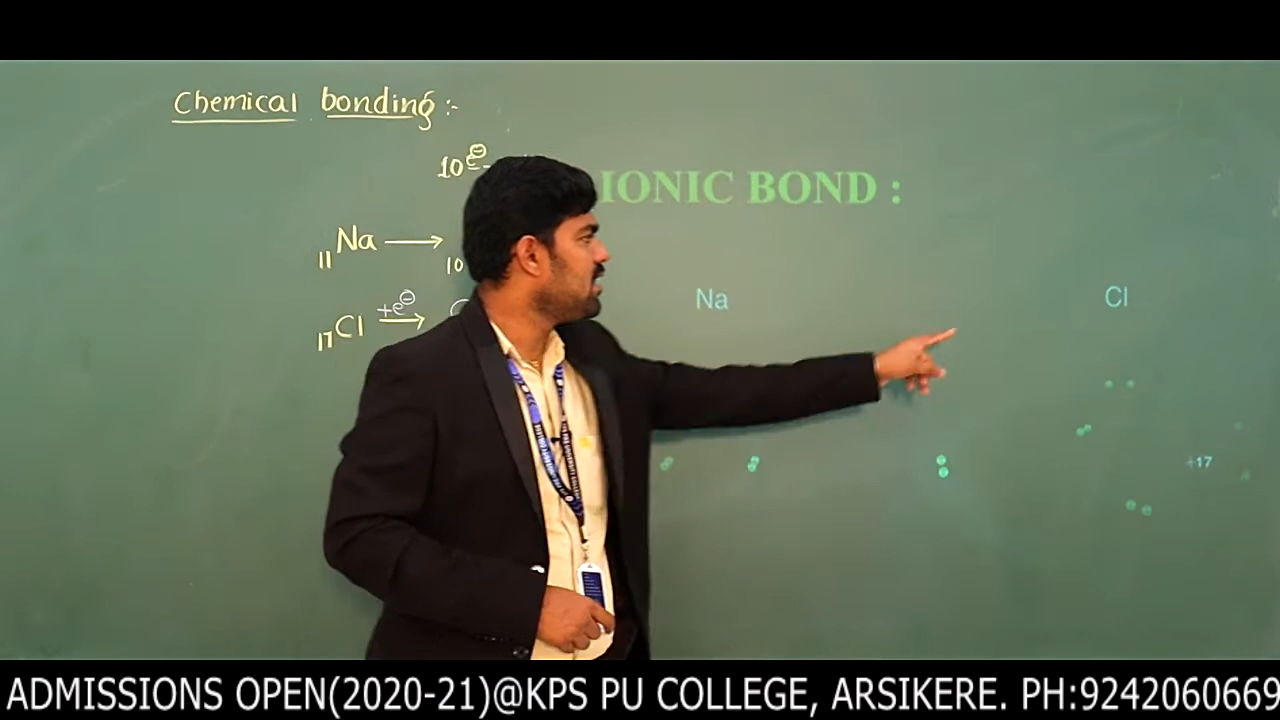 Chemical bonding:-
10e⊖
IONIC BOND :
₁₁Na ⟶
10
Na
Cl
+e⊖
₁₇Cl ⟶
+17
ADMISSIONS OPEN(2020-21)@KPS PU COLLEGE, ARSIKERE. PH:9242060669